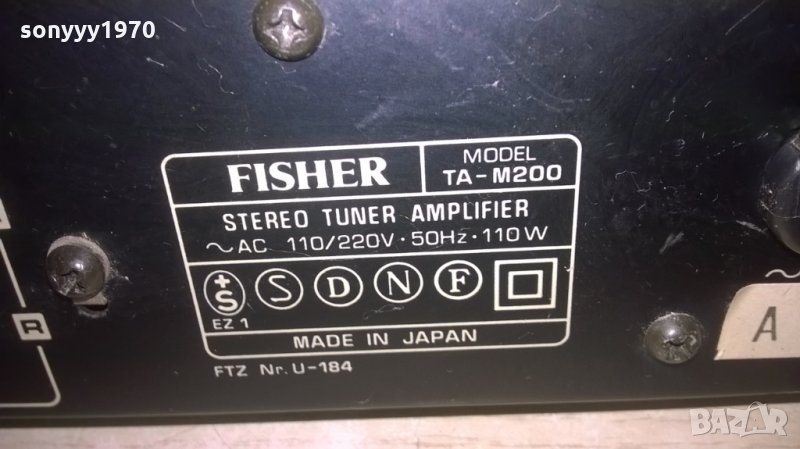 sonyyy1970
FISHER
MODEL
TA-M200
STEREO TUNER AMPLIFIER
~AC 110/220V·50Hz·110W
+S S D N F
EZ 1
MADE IN JAPAN
FTZ Nr. U-184
R
~
A
BAZAR